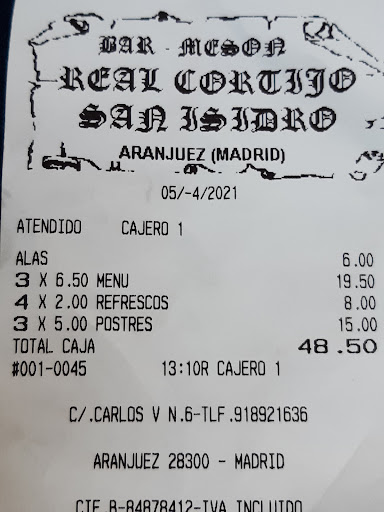 BAR - MESON
REAL CORTIJO
SAN ISIDRO
ARANJUEZ (MADRID)
05/-4/2021
ATENDIDO CAJERO 1
ALAS 6.00
3 X 6.50 MENU 19.50
4 X 2.00 REFRESCOS 8.00
3 X 5.00 POSTRES 15.00
TOTAL CAJA 48.50
#001-0045 13:10R CAJERO 1
C/.CARLOS V N.6-TLF.918921636
ARANJUEZ 28300 - MADRID
CIF B-84878412-IVA INCLUIDO